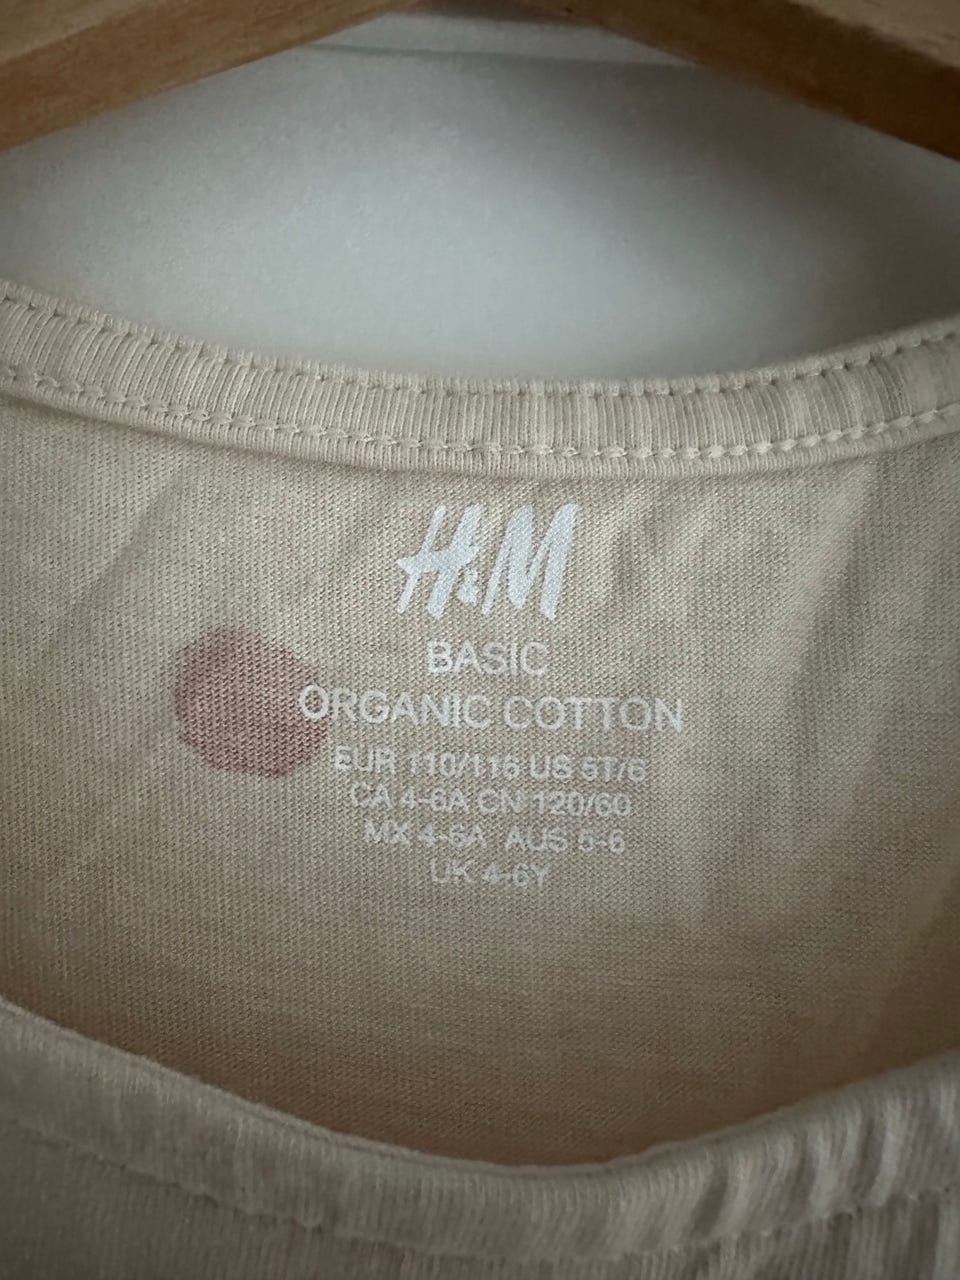 H&M
BASIC
ORGANIC COTTON
EUR 110/116 US 5T/6
CA 4-6A CN 120/60
MX 4-6A AUS 5-6
UK 4-6Y